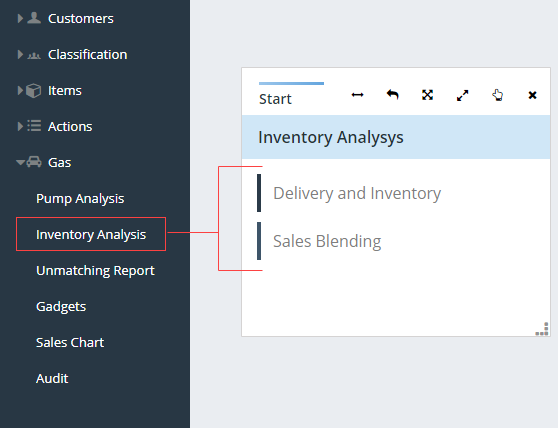 Customers
Classification
Items
Actions
Gas
Pump Analysis
Inventory Analysis
Unmatching Report
Gadgets
Sales Chart
Audit
Start
Inventory Analysys
Delivery and Inventory
Sales Blending